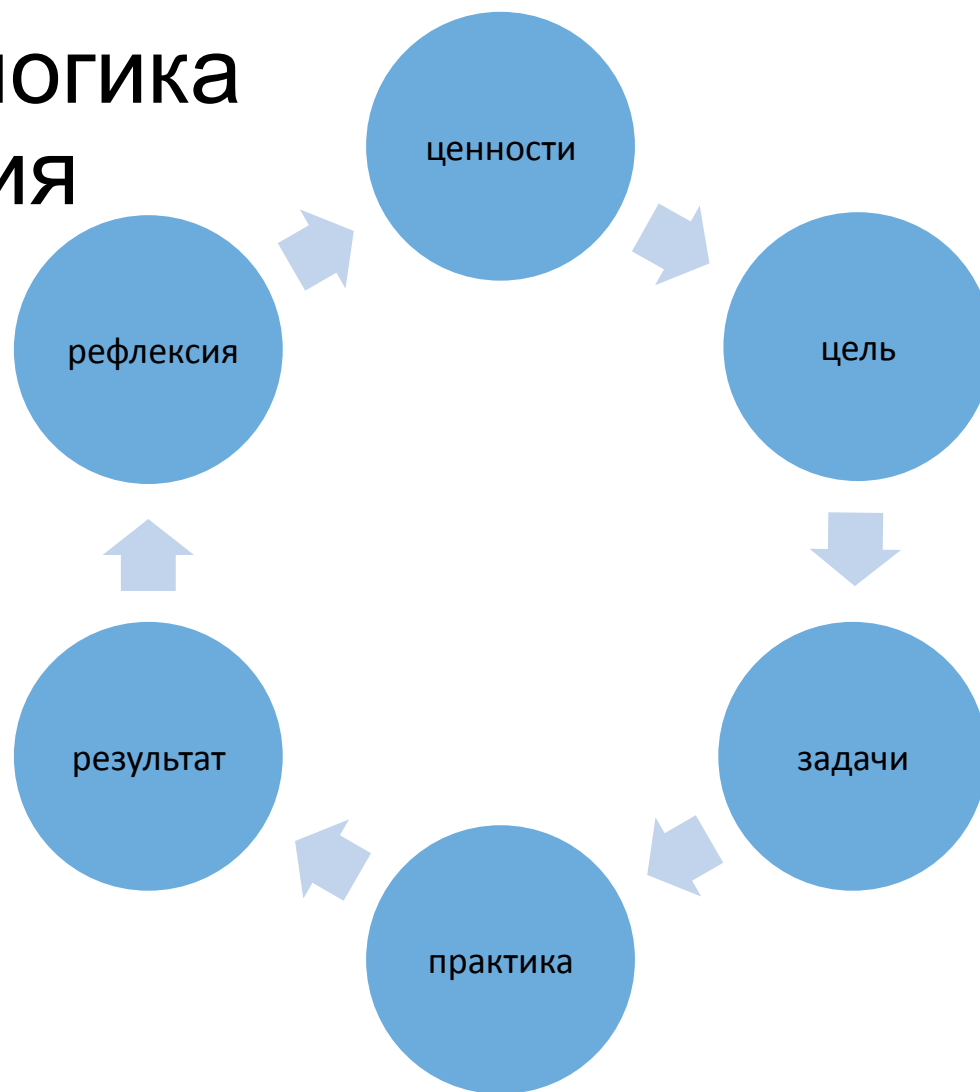 логика
ия
ценности
цель
задачи
практика
результат
рефлексия